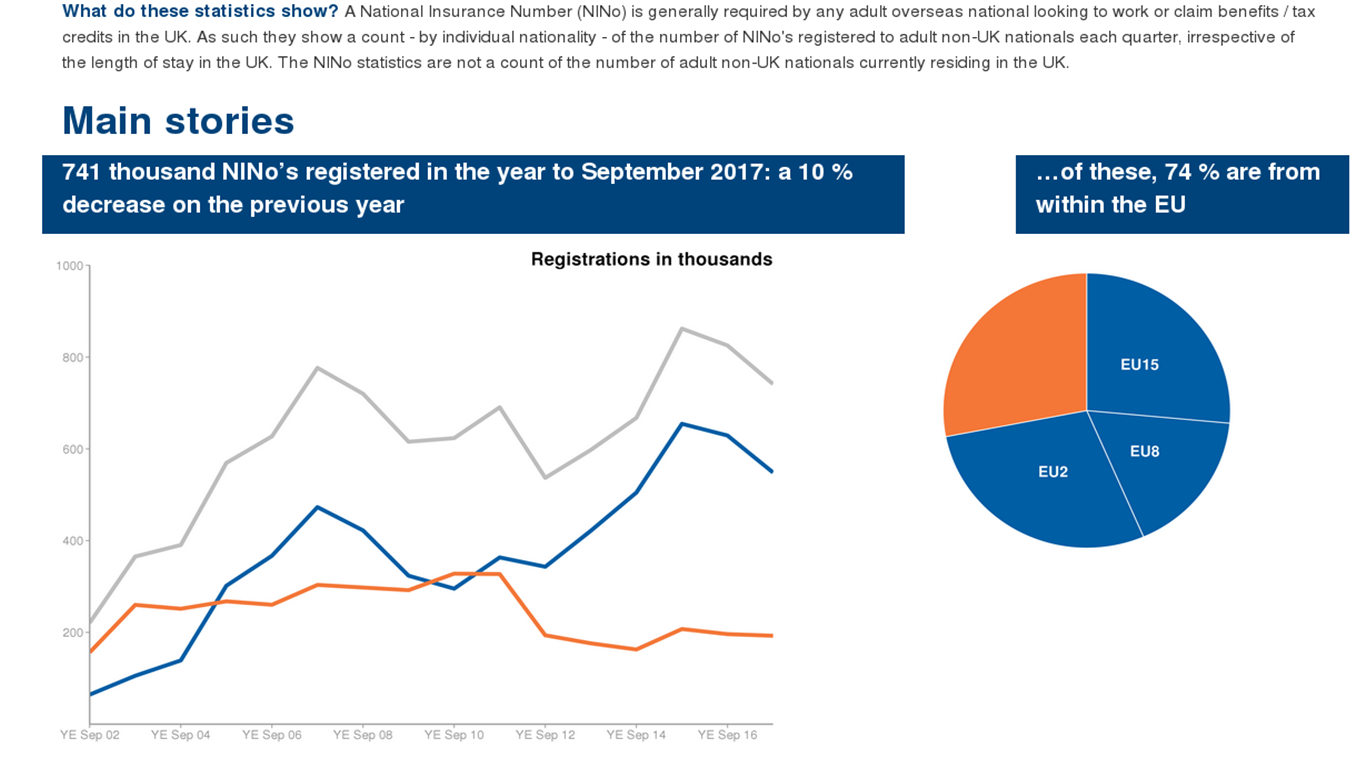 What do these statistics show? A National Insurance Number (NINo) is generally required by any adult overseas national looking to work or claim benefits / tax
credits in the UK. As such they show a count - by individual nationality - of the number of NINo's registered to adult non-UK nationals each quarter, irrespective of
the length of stay in the UK. The NINo statistics are not a count of the number of adult non-UK nationals currently residing in the UK.
Main stories
741 thousand NINo’s registered in the year to September 2017: a 10 %
decrease on the previous year
…of these, 74 % are from
within the EU
Registrations in thousands
1000
800
600
400
200
YE Sep 02 YE Sep 04 YE Sep 06 YE Sep 08 YE Sep 10 YE Sep 12 YE Sep 14 YE Sep 16
EU15
EU8
EU2